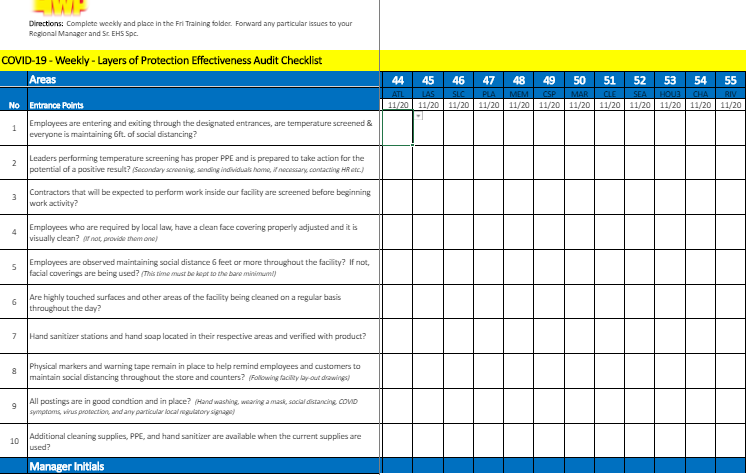 WP
Directions: Complete weekly and place in the Fri Training folder. Forward any particular issues to your
Regional Manager and Sr. EHS Spc.
COVID-19 - Weekly - Layers of Protection Effectiveness Audit Checklist
Areas 44 45 46 47 48 49 50 51 52 53 54 55
ATL LAS SLC PLA MEM CSP MAR CLE SEA HOU3 CHA RIV
No Entrance Points 11/20 11/20 11/20 11/20 11/20 11/20 11/20 11/20 11/20 11/20 11/20 11/20
1 Employees are entering and exiting through the designated entrances, are temperature screened &
everyone is maintaining 6ft. of social distancing?
2 Leaders performing temperature screening has proper PPE and is prepared to take action for the
potential of a positive result? (Secondary screening, sending individuals home, if necessary, contacting HR etc.)
3 Contractors that will be expected to perform work inside our facility are screened before beginning
work activity?
4 Employees who are required by local law, have a clean face covering properly adjusted and it is
visually clean? (If not, provide them one)
5 Employees are observed maintaining social distance 6 feet or more throughout the facility? If not,
facial coverings are being used? (This time must be kept to the bare minimum!)
6 Are highly touched surfaces and other areas of the facility being cleaned on a regular basis
throughout the day?
7 Hand sanitizer stations and hand soap located in their respective areas and verified with product?
8 Physical markers and warning tape remain in place to help remind employees and customers to
maintain social distancing throughout the store and counters? (Following facility lay-out drawings)
9 All postings are in good condtion and in place? (Hand washing, wearing a mask, social distancing, COVID
symptoms, virus protection, and any particular local regulatory signage)
10 Additional cleaning supplies, PPE, and hand sanitizer are available when the current supplies are
used?
Manager Initials